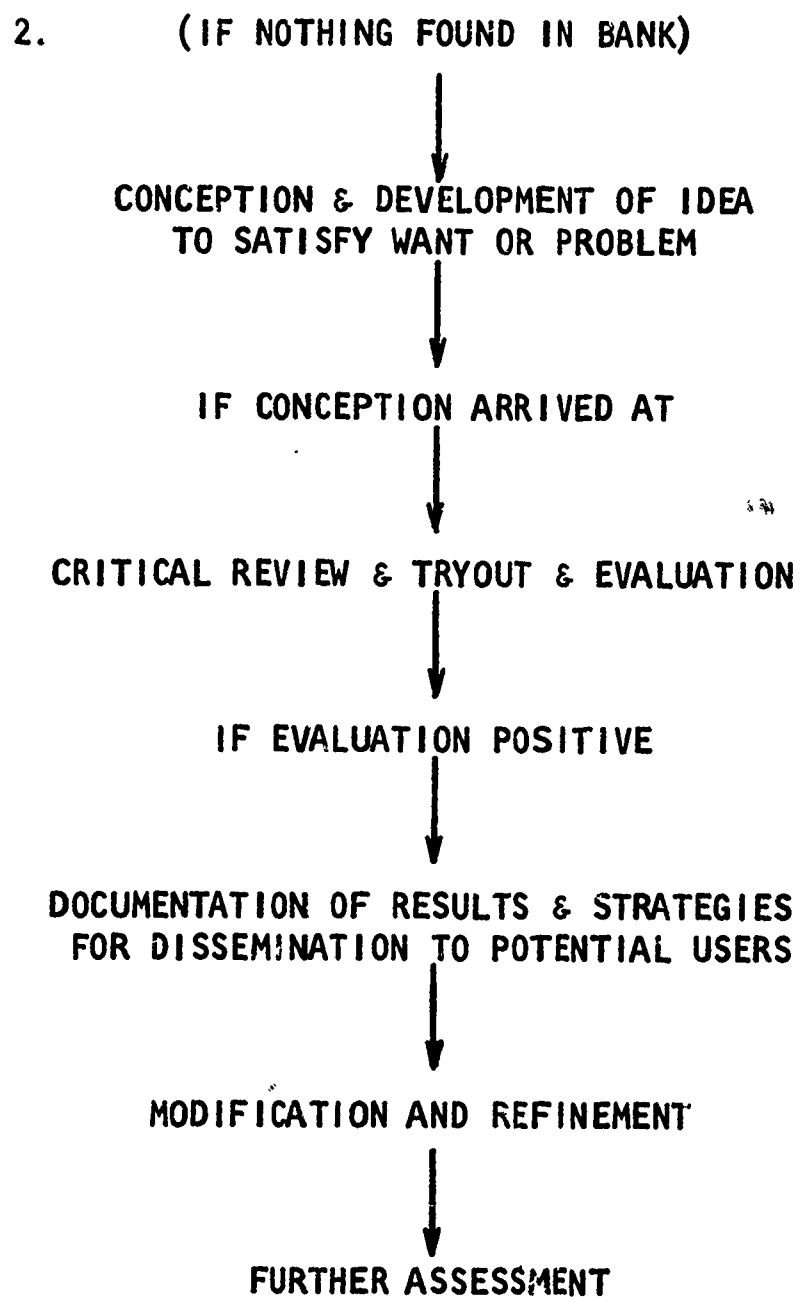 2. (IF NOTHING FOUND IN BANK)
CONCEPTION & DEVELOPMENT OF IDEA
TO SATISFY WANT OR PROBLEM
IF CONCEPTION ARRIVED AT
CRITICAL REVIEW & TRYOUT & EVALUATION
IF EVALUATION POSITIVE
DOCUMENTATION OF RESULTS & STRATEGIES
FOR DISSEMINATION TO POTENTIAL USERS
MODIFICATION AND REFINEMENT
FURTHER ASSESSMENT